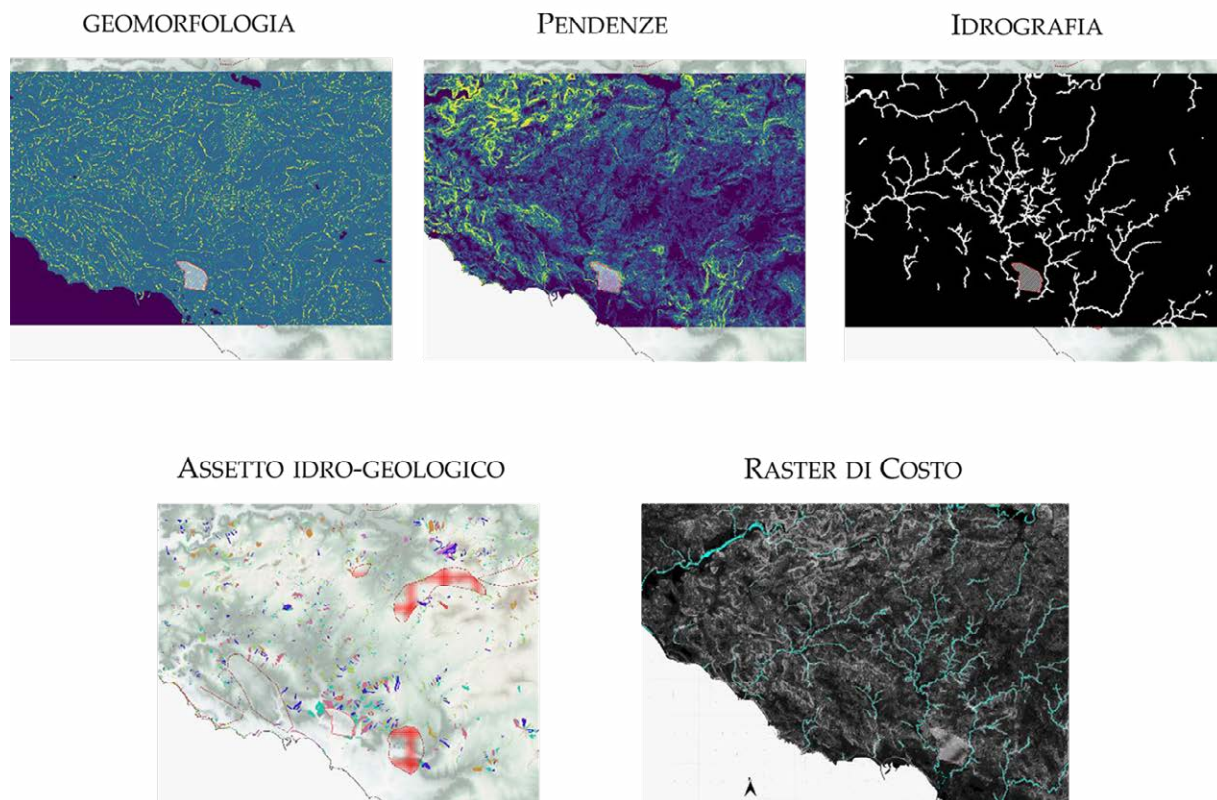 GEOMORFOLOGIA
PENDENZE
IDROGRAFIA
ASSETTO IDRO-GEOLOGICO
RASTER DI COSTO